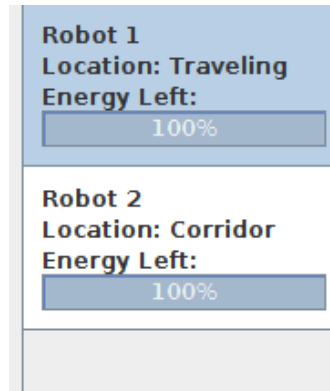 Robot 1
Location: Traveling
Energy Left:
100%
Robot 2
Location: Corridor
Energy Left:
100%